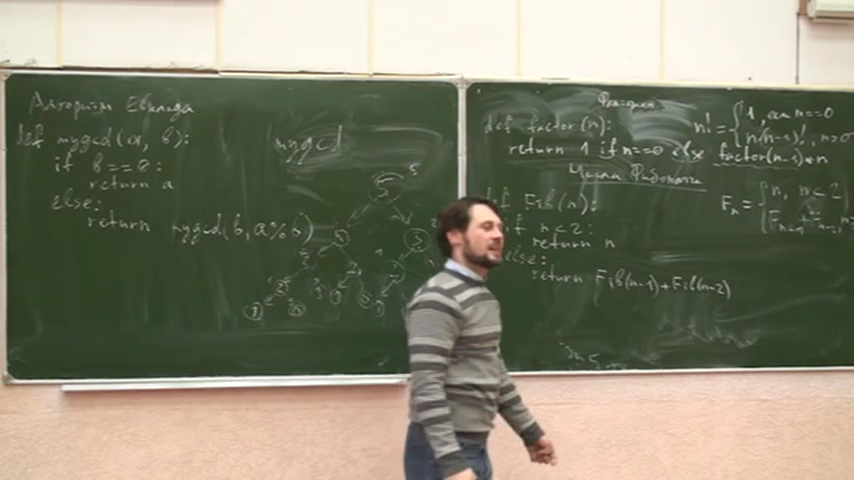 Алгоритм Евклида
def mygcd(a, b):
if b == 0:
return a
else:
return mygcd(b, a%b)
mygcd
5
def factor(n):
return 1 if n==0 else factor(n-1)*n
n! = { 1, если n==0
n(n-1)!, n>0
Числа Фибоначчи
def Fib(n):
if n<2:
return n
else:
return Fib(n-1)+Fib(n-2)
n, n<2